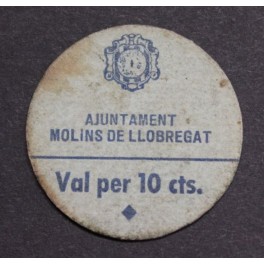 AJUNTAMENT
MOLINS DE LLOBREGAT
Val per 10 cts.